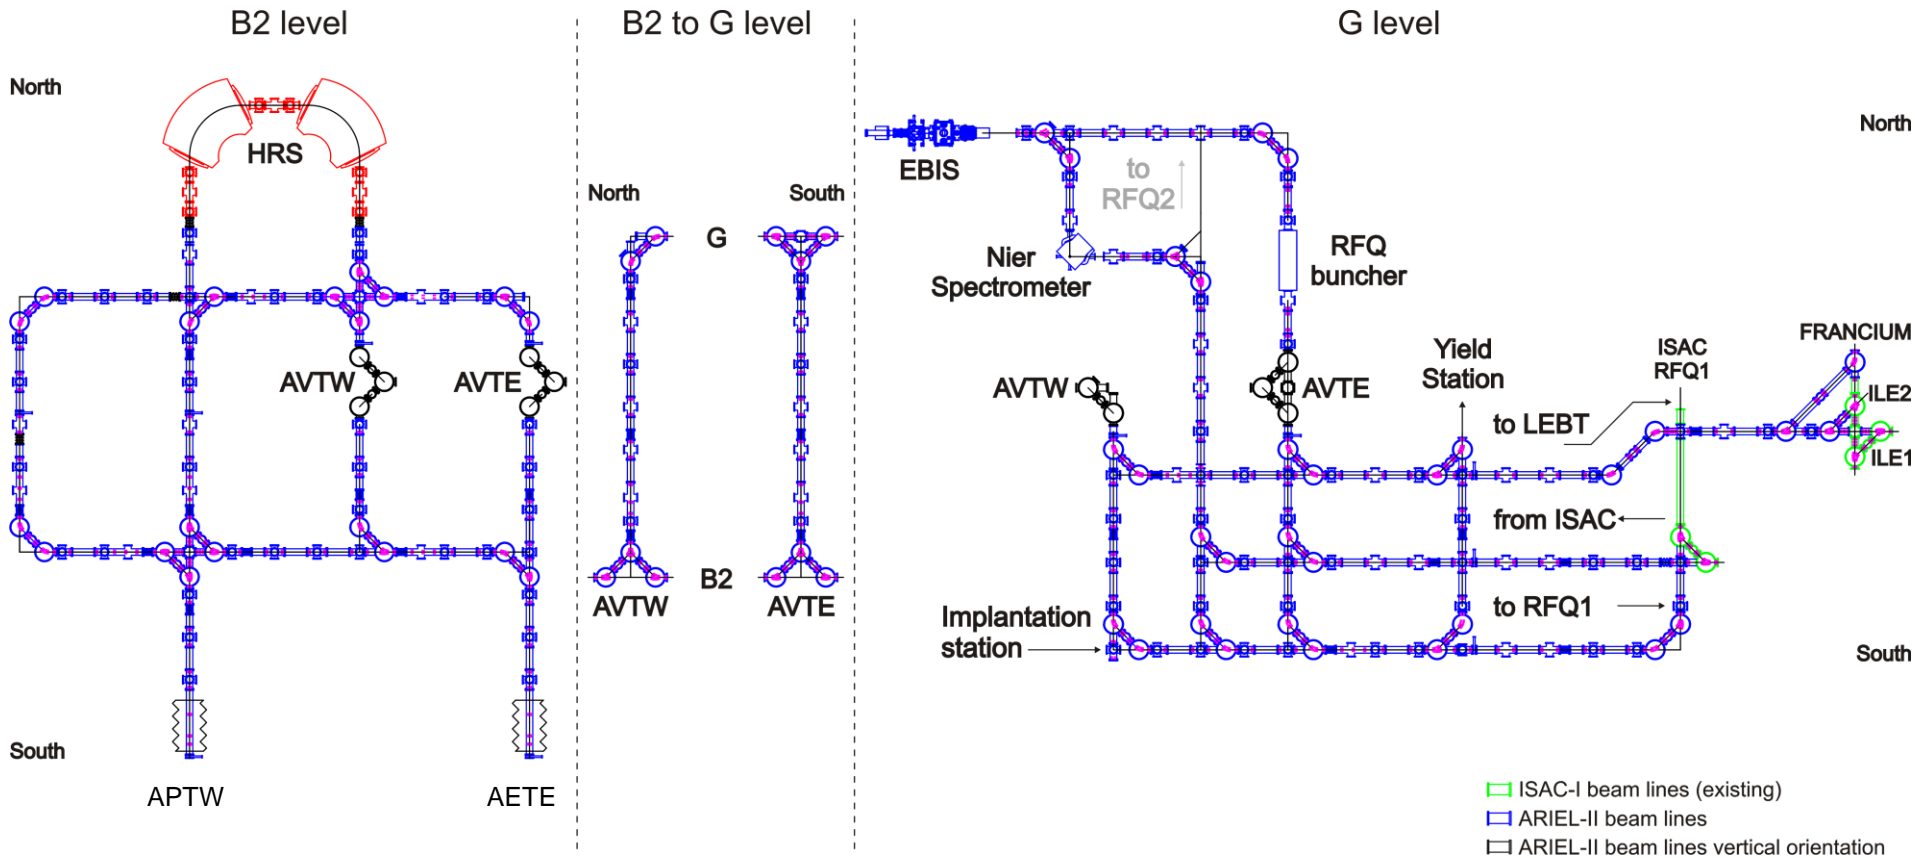 B2 level
B2 to G level
G level
North
HRS
AVTW
AVTE
South
APTW
AETE
North
South
G
B2
AVTW
AVTE
North
EBIS
to
RFQ2
Nier
Spectrometer
RFQ
buncher
AVTW
AVTE
Yield
Station
ISAC
RFQ1
FRANCIUM
ILE2
to LEBT
ILE1
from ISAC
to RFQ1
Implantation
station
South
ISAC-I beam lines (existing)
ARIEL-II beam lines
ARIEL-II beam lines vertical orientation